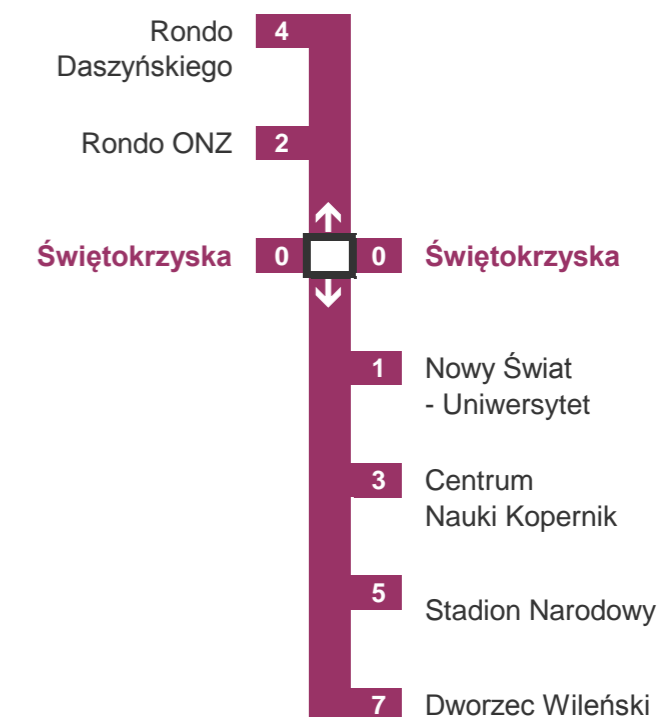 Rondo 4
Daszyńskiego
Rondo ONZ 2
Świętokrzyska 0 0 Świętokrzyska
1 Nowy Świat
- Uniwersytet
3 Centrum
Nauki Kopernik
5 Stadion Narodowy
7 Dworzec Wileński